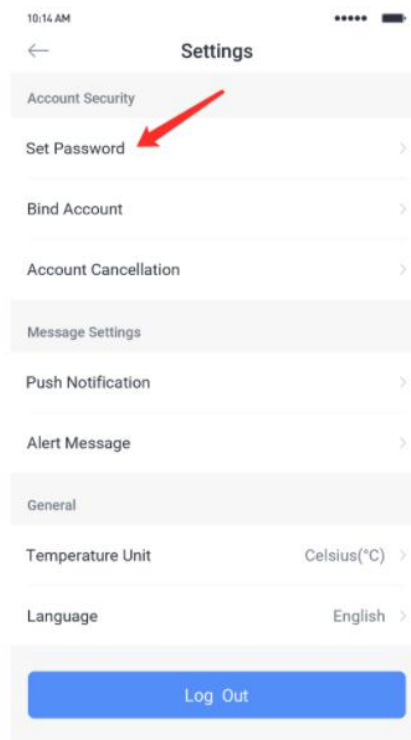 10:14 AM
Settings
Account Security
Set Password
Bind Account
Account Cancellation
Message Settings
Push Notification
Alert Message
General
Temperature Unit Celsius(°C)
Language English
Log Out